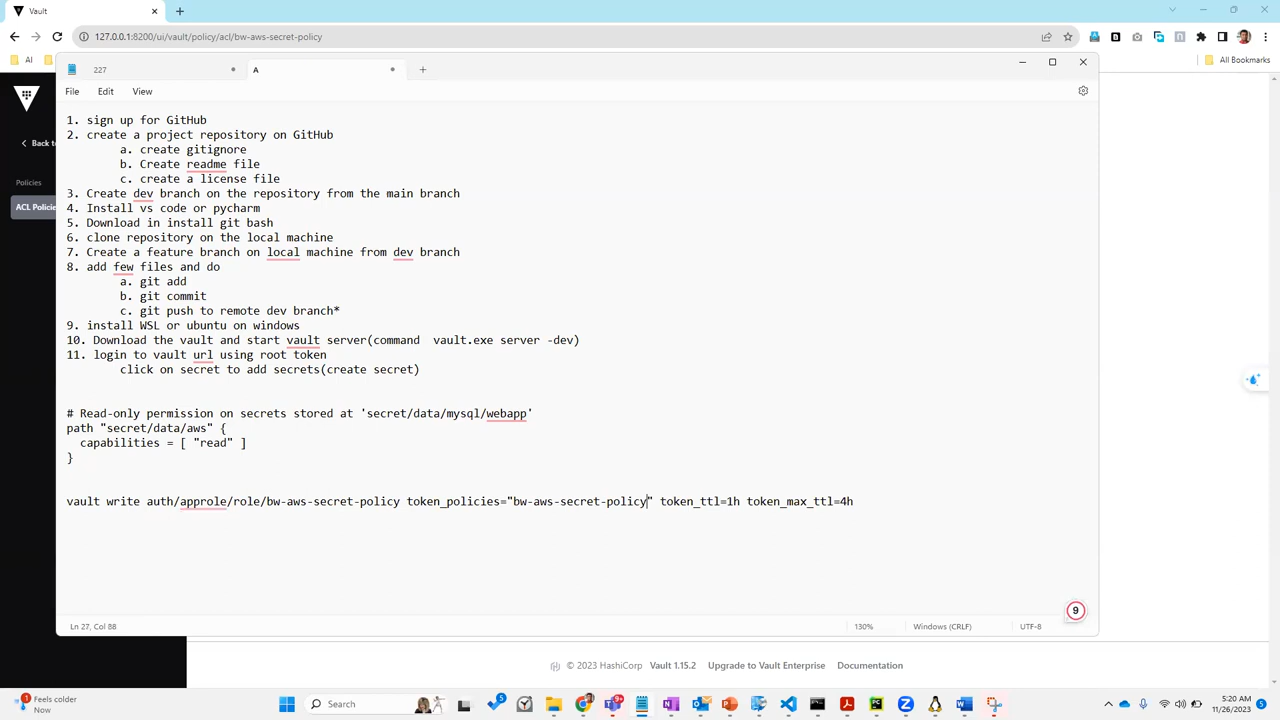 Vault
127.0.0.1:8200/ui/vault/policy/acl/bw-aws-secret-policy
AI
All Bookmarks
227
A
File
Edit
View
Back to
Policies
ACL Policie
1. sign up for GitHub
2. create a project repository on GitHub
a. create gitignore
b. Create readme file
c. create a license file
3. Create dev branch on the repository from the main branch
4. Install vs code or pycharm
5. Download in install git bash
6. clone repository on the local machine
7. Create a feature branch on local machine from dev branch
8. add few files and do
a. git add
b. git commit
c. git push to remote dev branch*
9. install WSL or ubuntu on windows
10. Download the vault and start vault server(command  vault.exe server -dev)
11. login to vault url using root token
click on secret to add secrets(create secret)
# Read-only permission on secrets stored at 'secret/data/mysql/webapp'
path "secret/data/aws" {
capabilities = [ "read" ]
}
vault write auth/approle/role/bw-aws-secret-policy token_policies="bw-aws-secret-policy" token_ttl=1h token_max_ttl=4h
9
Ln 27, Col 88
130%
Windows (CRLF)
UTF-8
© 2023 HashiCorp
Vault 1.15.2
Upgrade to Vault Enterprise
Documentation
1
Feels colder
Now
Search
5
9+
5:20 AM
11/26/2023
5